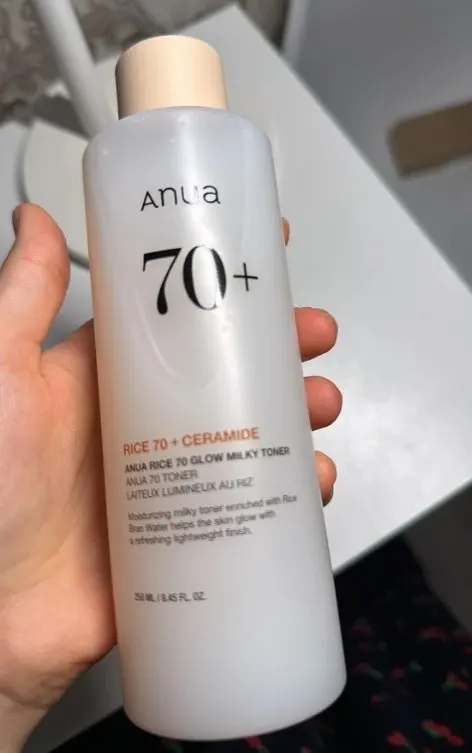 Anua
70+
RICE 70 + CERAMIDE
ANUA RICE 70 GLOW MILKY TONER
ANUA 70 TONER
LAITEUX LUMINEUX AU RIZ
Moisturizing milky toner enriched with Rice
Bran Water helps the skin glow with
a refreshing lightweight finish.
250 ML / 8.45 FL. OZ.